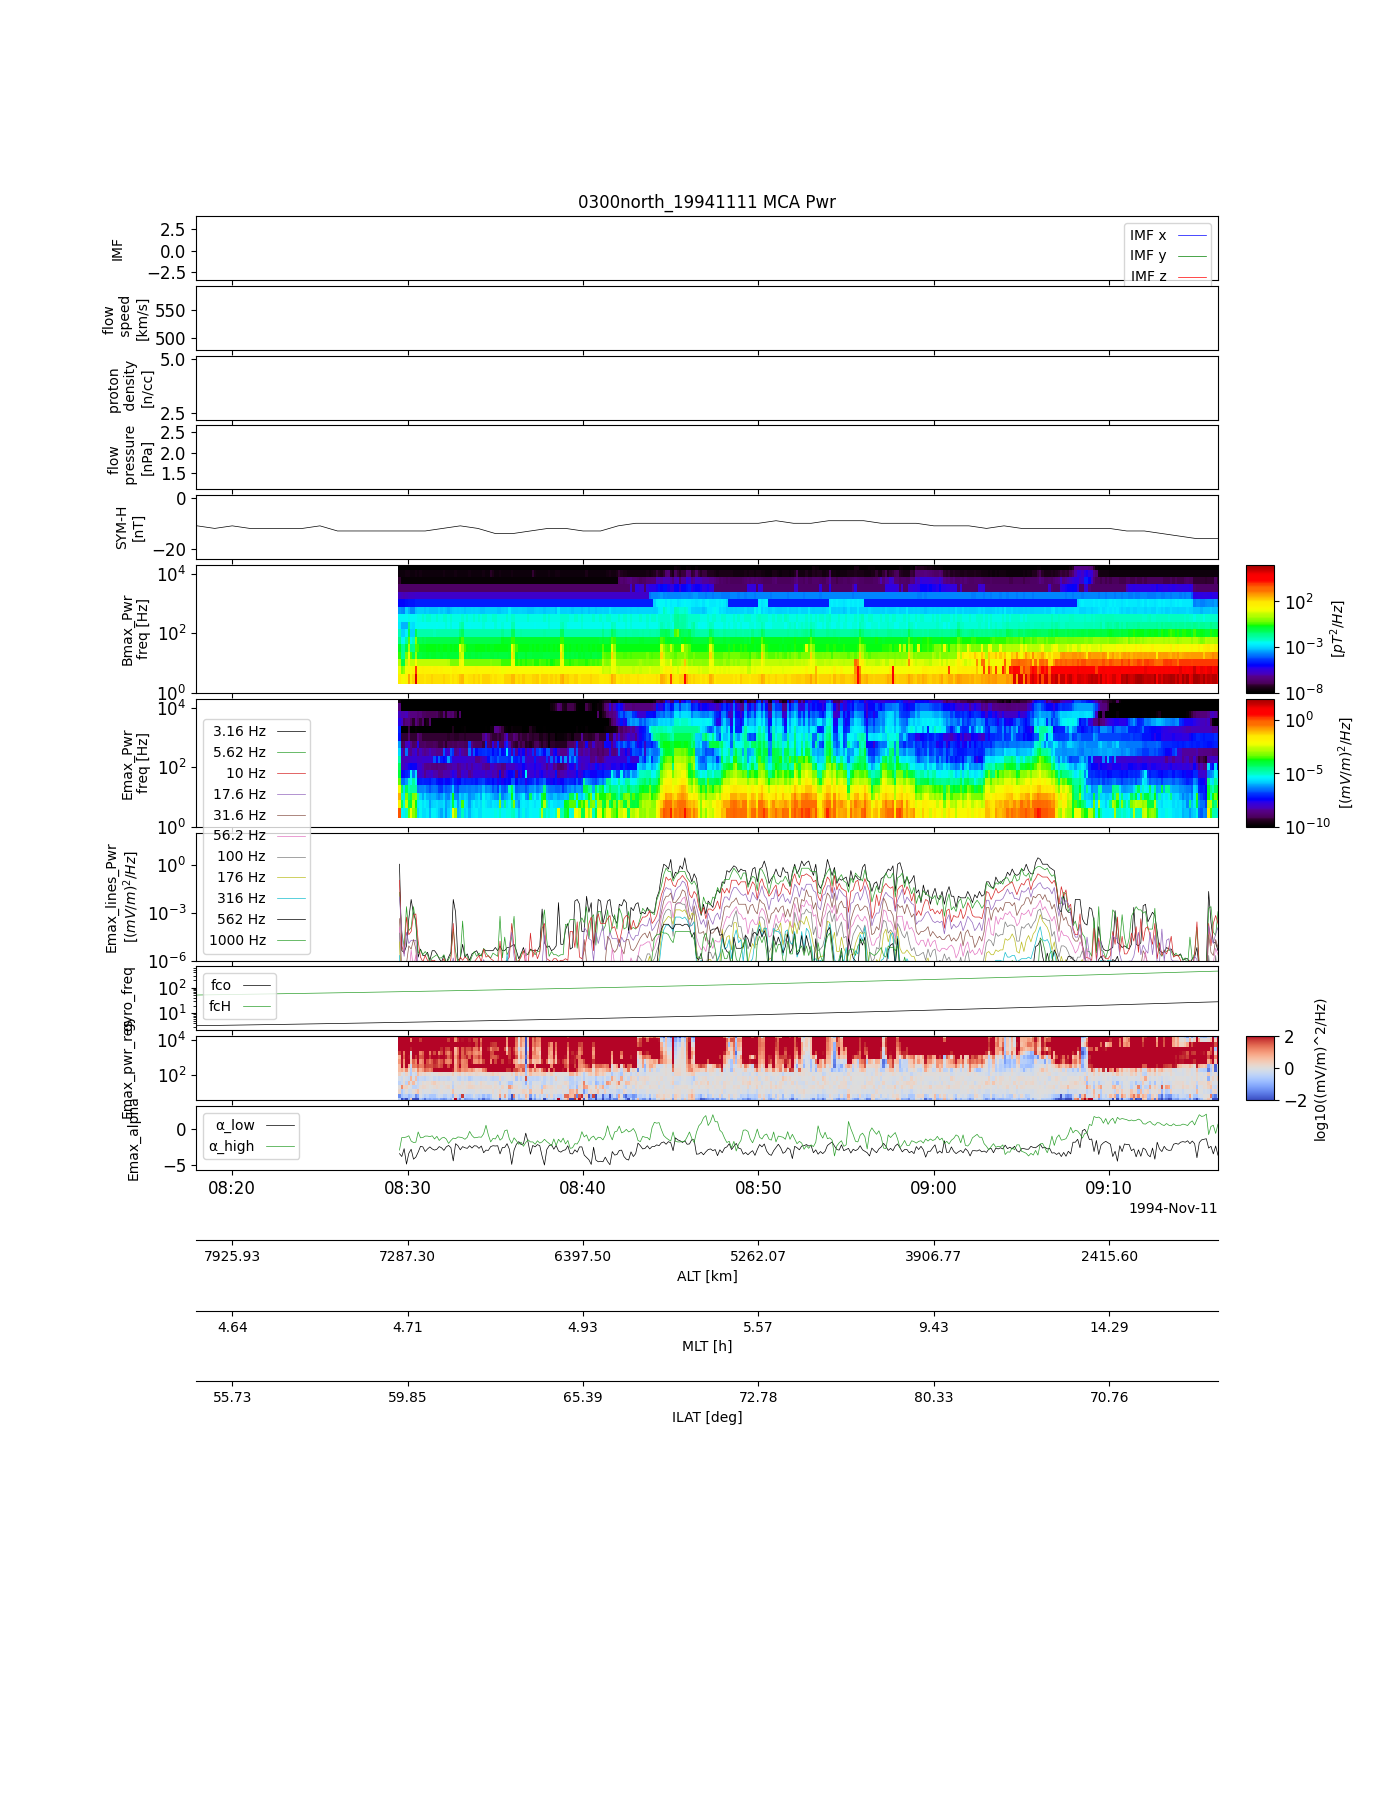 0300north_19941111 MCA Pwr
IMF
2.5
0.0
−2.5
IMF x
IMF y
IMF z
flow
speed
[km/s]
550
500
proton
density
[n/cc]
5.0
2.5
flow
pressure
[nPa]
2.5
2.0
1.5
SYM-H
[nT]
0
−20
Bmax_Pwr
freq [Hz]
10^4
10^2
10^0
10^2
10^−3
10^−8
[pT^2/Hz]
Emax_Pwr
freq [Hz]
10^4
10^2
10^0
10^0
10^−5
10^−10
[(mV/m)^2/Hz]
3.16 Hz
5.62 Hz
10 Hz
17.6 Hz
31.6 Hz
56.2 Hz
100 Hz
176 Hz
316 Hz
562 Hz
1000 Hz
Emax_lines_Pwr
[(mV/m)^2/Hz]
10^0
10^−3
10^−6
10^2
10^1
fco
fcH
Emax_pwr_reg
10^4
10^2
2
0
−2
log10((mV/m)^2/Hz)
Emax_alpha
0
−5
α_low
α_high
08:20 08:30 08:40 08:50 09:00 09:10
1994-Nov-11
7925.93 7287.30 6397.50 5262.07 3906.77 2415.60
ALT [km]
4.64 4.71 4.93 5.57 9.43 14.29
MLT [h]
55.73 59.85 65.39 72.78 80.33 70.76
ILAT [deg]